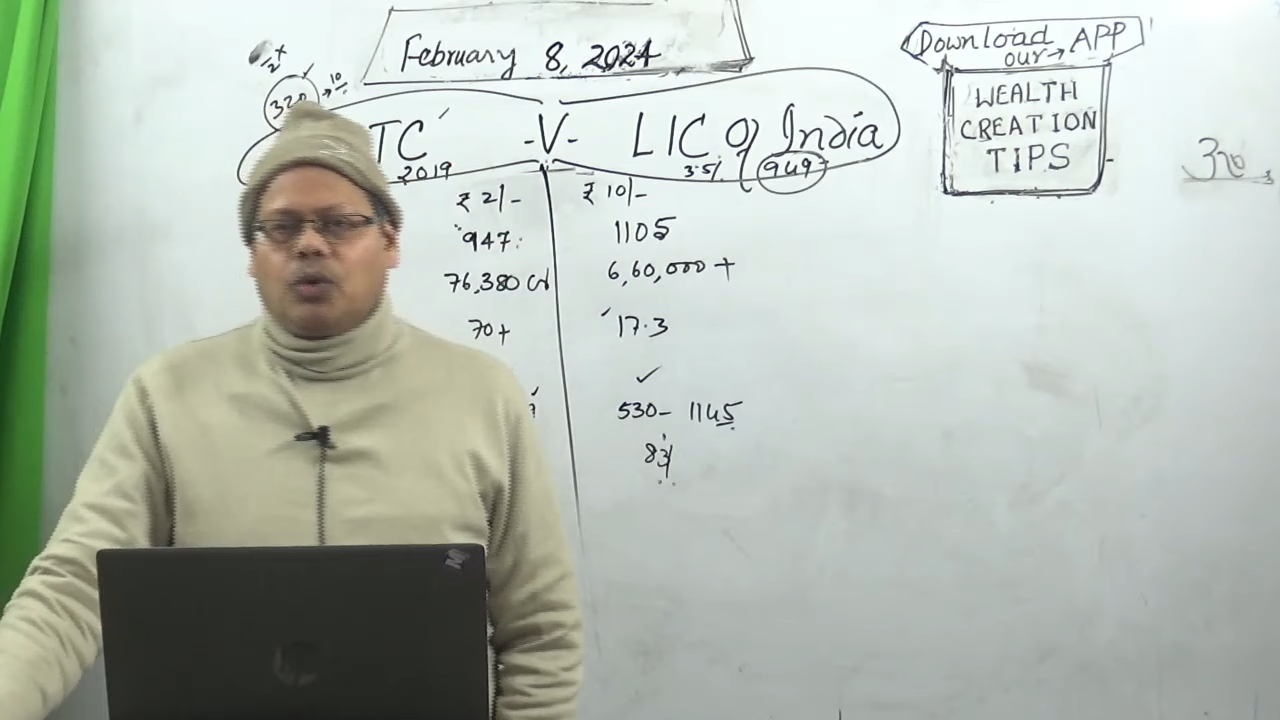 February 8, 2024
Download APP
our →
WEALTH
CREATION
TIPS
320
10
TC -V- LIC Of India
2019 3.5% 949
₹ 2/- ₹ 10/-
947 1105
76,380 Cr 6,60,000 +
70+ 17.3
✓
530 - 1145
83